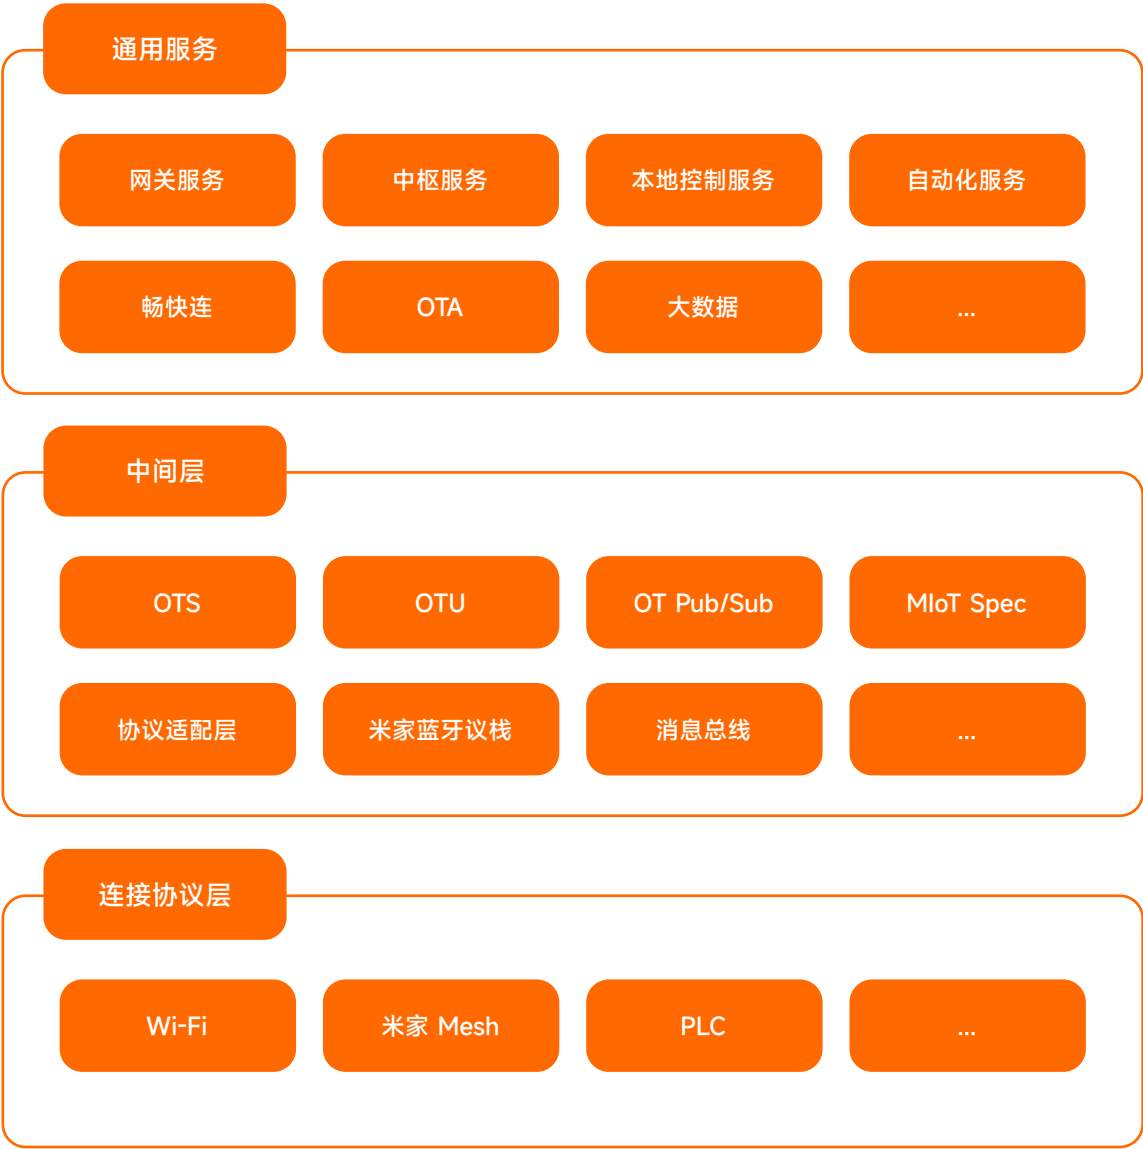 通用服务
网关服务 中枢服务 本地控制服务 自动化服务
畅快连 OTA 大数据 ...
中间层
OTS OTU OT Pub/Sub MIoT Spec
协议适配层 米家蓝牙议栈 消息总线 ...
连接协议层
Wi-Fi 米家 Mesh PLC ...